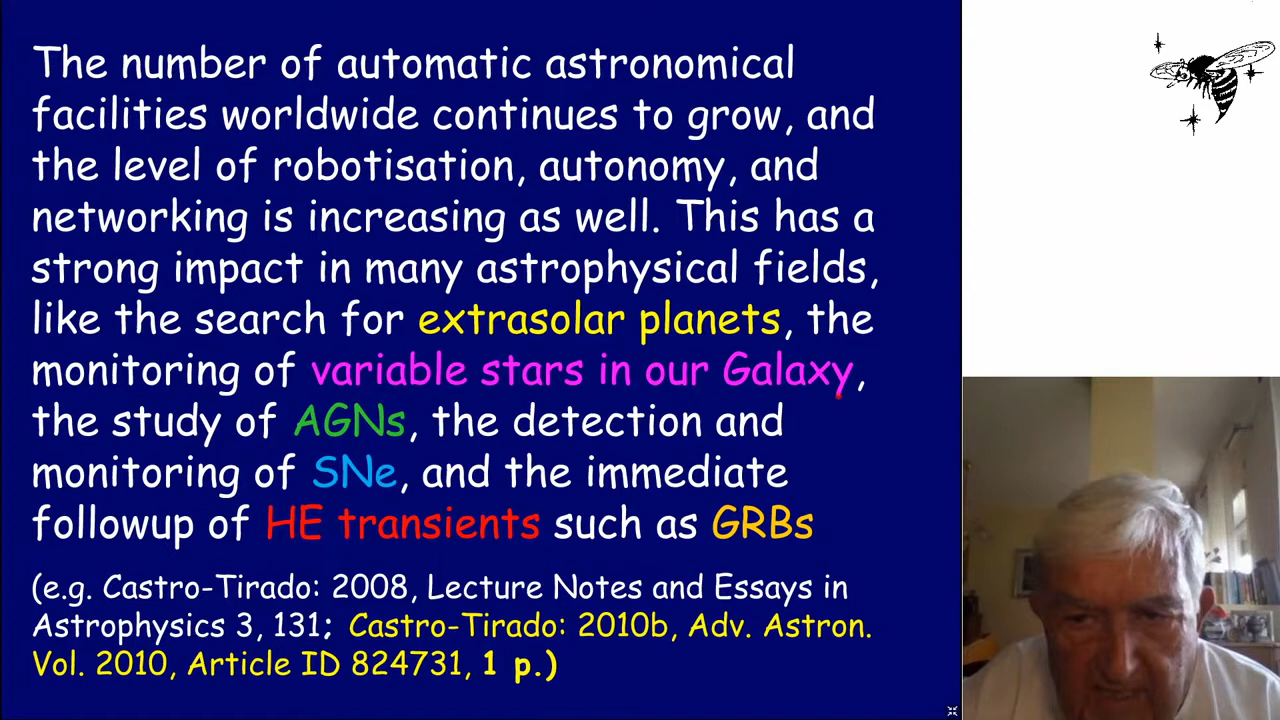 The number of automatic astronomical
facilities worldwide continues to grow, and
the level of robotisation, autonomy, and
networking is increasing as well. This has a
strong impact in many astrophysical fields,
like the search for extrasolar planets, the
monitoring of variable stars in our Galaxy,
the study of AGNs, the detection and
monitoring of SNe, and the immediate
followup of HE transients such as GRBs
(e.g. Castro-Tirado: 2008, Lecture Notes and Essays in
Astrophysics 3, 131; Castro-Tirado: 2010b, Adv. Astron.
Vol. 2010, Article ID 824731, 1 p.)